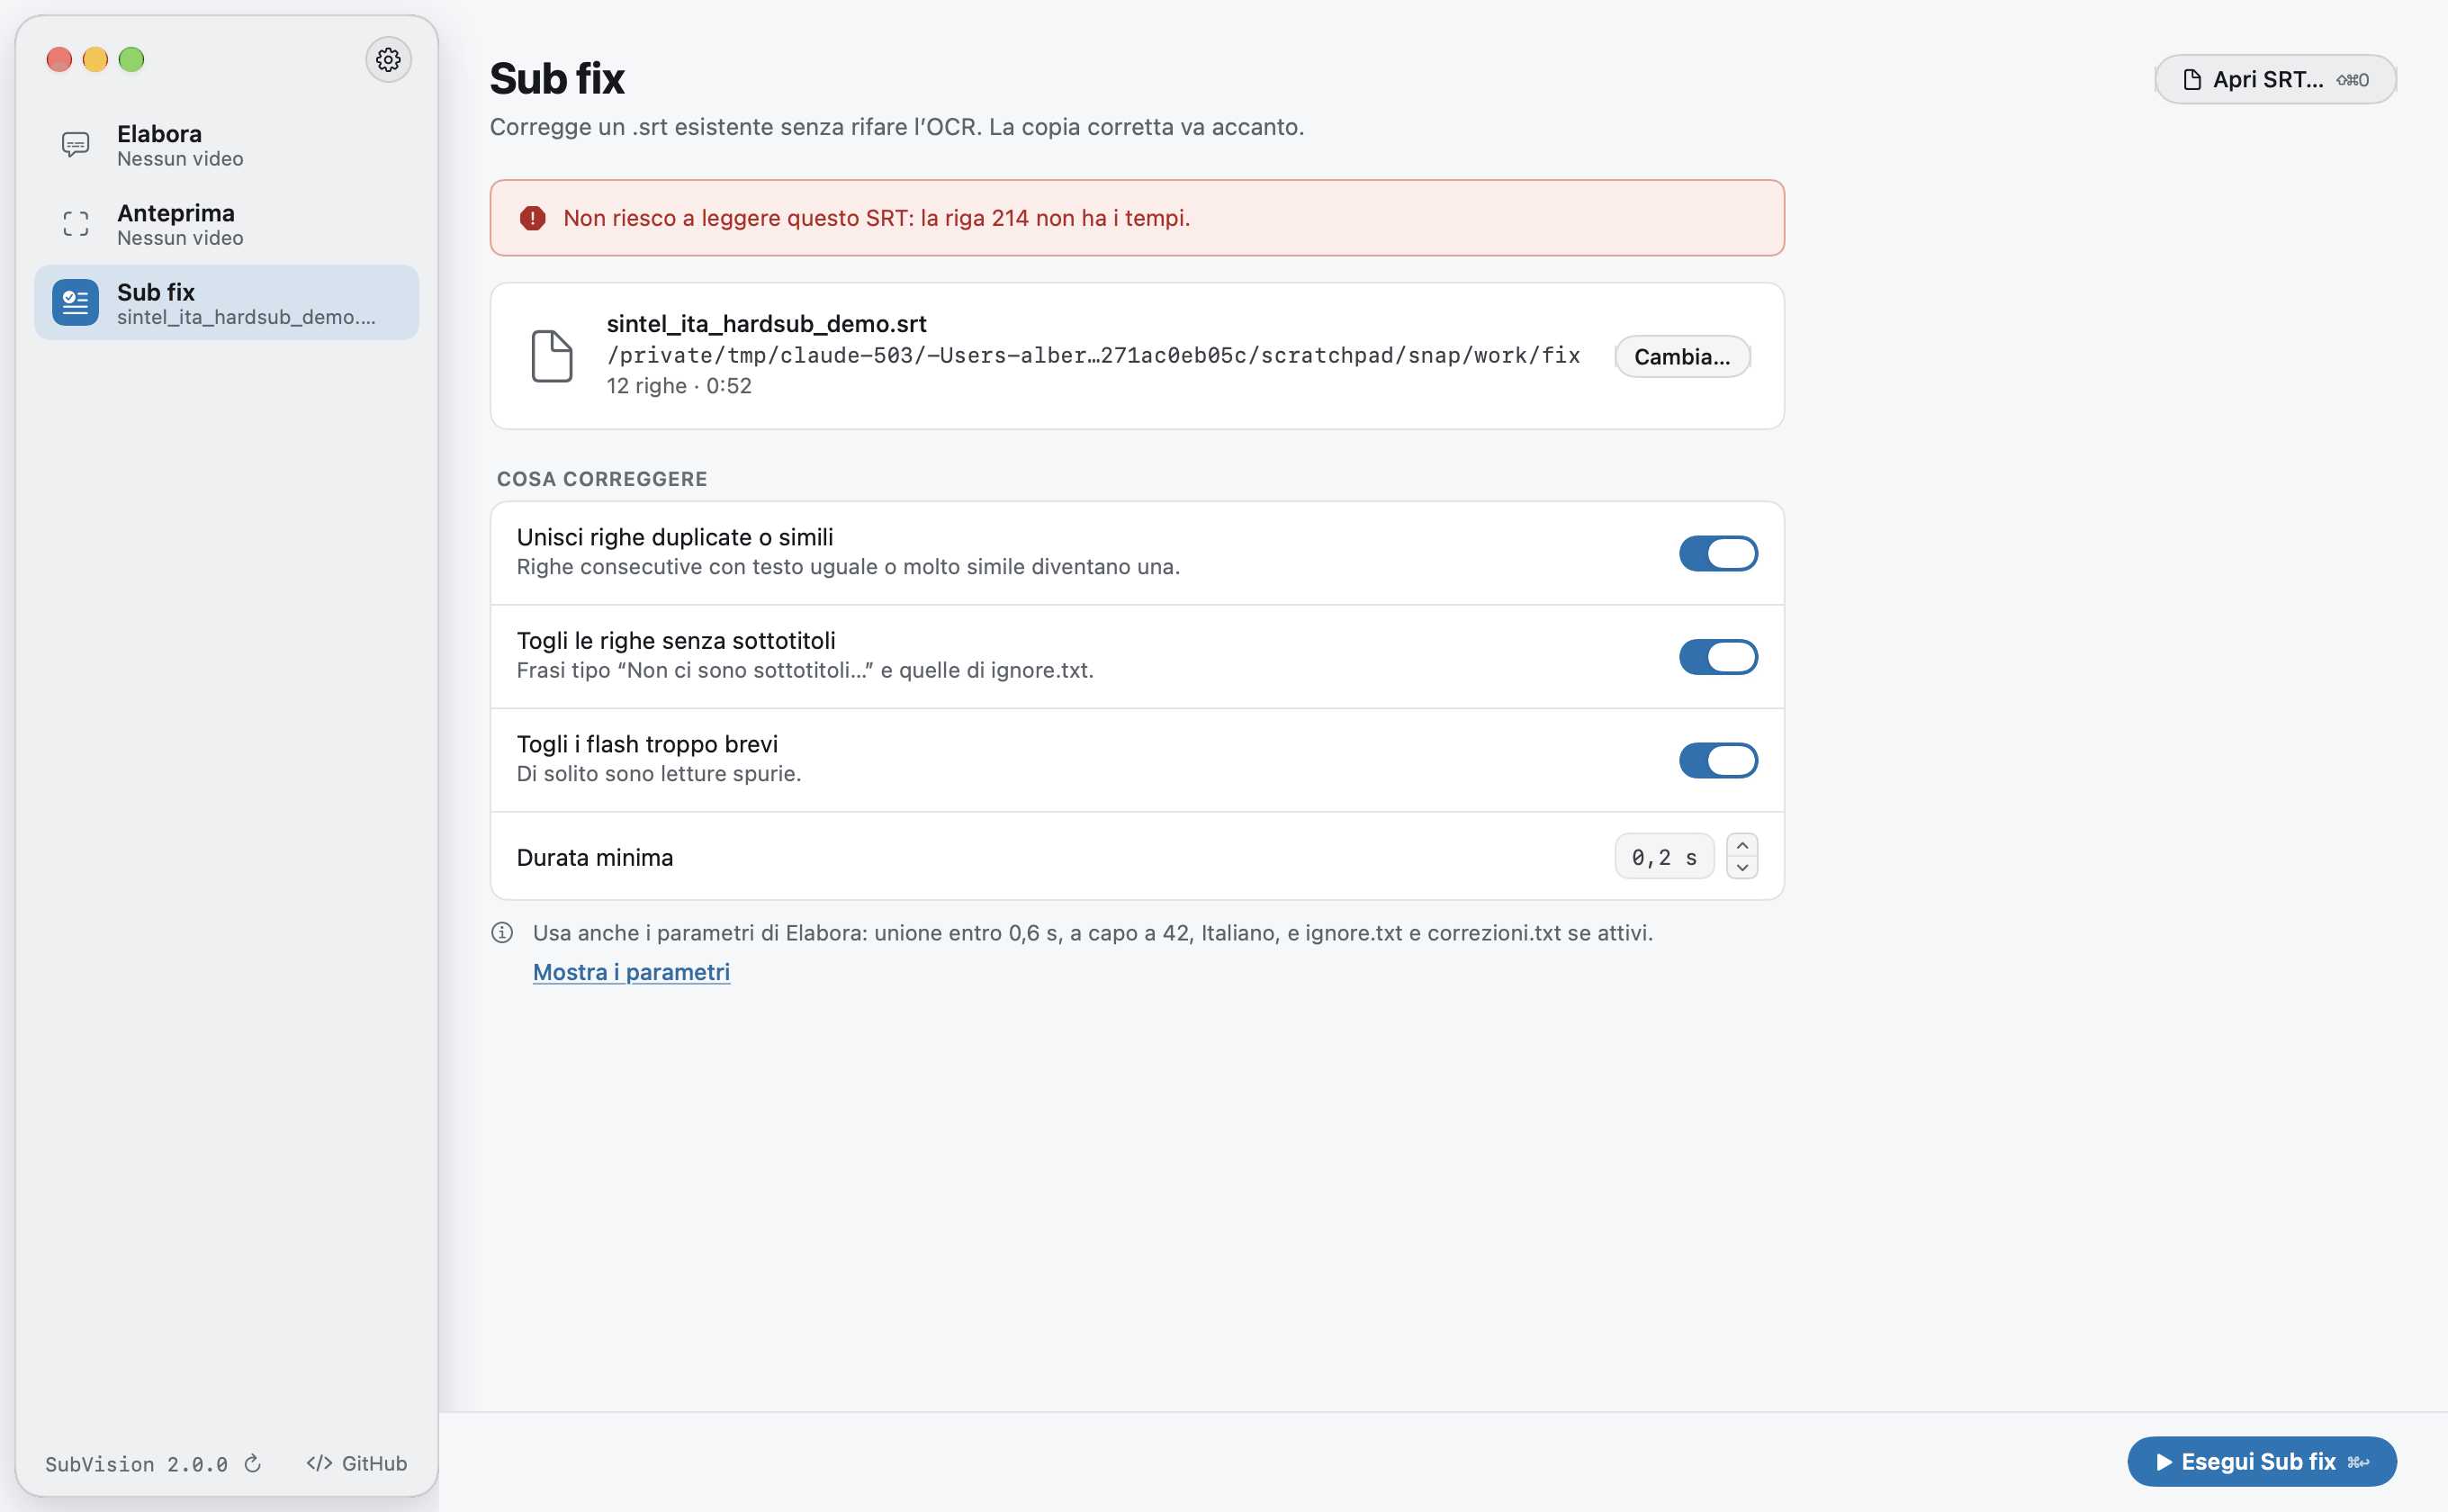 Elabora
Nessun video
Anteprima
Nessun video
Sub fix
sintel_ita_hardsub_demo.…
SubVision 2.0.0
</> GitHub
Sub fix
Corregge un .srt esistente senza rifare l’OCR. La copia corretta va accanto.
Apri SRT… ⇧⌘O
Non riesco a leggere questo SRT: la riga 214 non ha i tempi.
sintel_ita_hardsub_demo.srt
/private/tmp/claude-503/-Users-alber…271ac0eb05c/scratchpad/snap/work/fix
12 righe · 0:52
Cambia…
COSA CORREGGERE
Unisci righe duplicate o simili
Righe consecutive con testo uguale o molto simile diventano una.
Togli le righe senza sottotitoli
Frasi tipo “Non ci sono sottotitoli…” e quelle di ignore.txt.
Togli i flash troppo brevi
Di solito sono letture spurie.
Durata minima
0,2 s
Usa anche i parametri di Elabora: unione entro 0,6 s, a capo a 42, Italiano, e ignore.txt e correzioni.txt se attivi.
Mostra i parametri
Esegui Sub fix ⌘↩